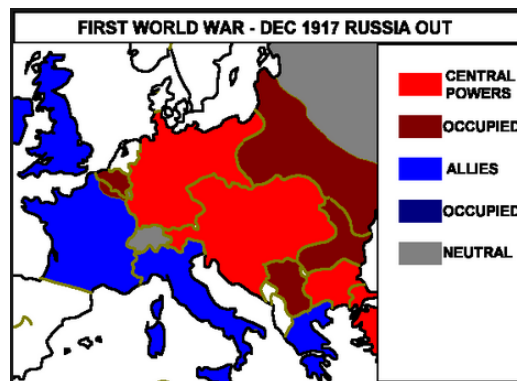 FIRST WORLD WAR - DEC 1917 RUSSIA OUT
CENTRAL
POWERS
OCCUPIED
ALLIES
OCCUPIED
NEUTRAL